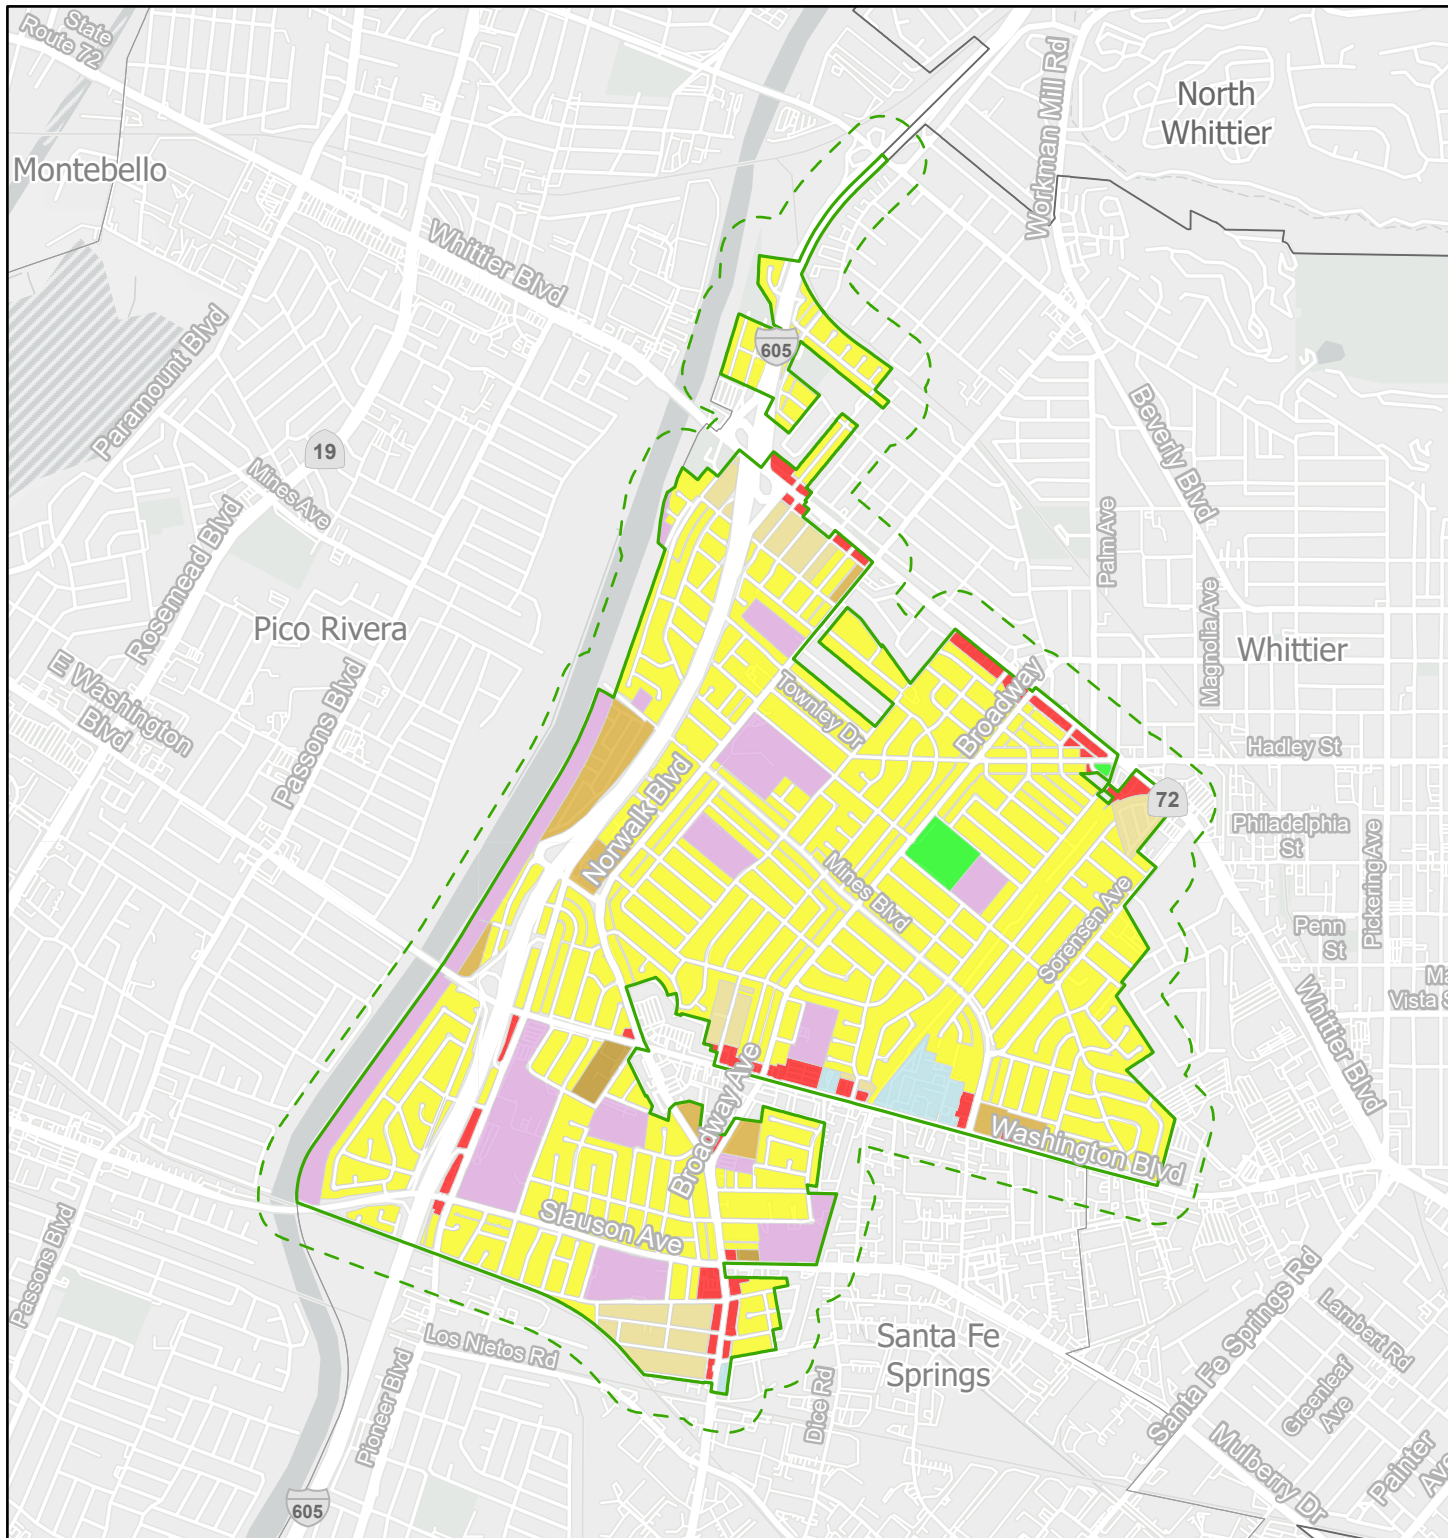 State
Route 72
North
Whittier
Workman Mill Rd
Montebello
Whittier Blvd
Paramount Blvd
605
19
Mines Ave
Beverly Blvd
Palm Ave
Rosemead Blvd
Magnolia Ave
Pico Rivera
Whittier
E Washington
Blvd
Passons Blvd
Townley Dr
Broadway
Hadley St
72
Norwalk Blvd
Philadelphia
St
Pickering Ave
Mines Blvd
Sorensen Ave
Penn
St
Ma
Vista S
Whittier Blvd
Broadway Ave
Washington Blvd
Slauson Ave
Passons Blvd
Santa Fe
Springs
Los Nietos Rd
Pioneer Blvd
Dice Rd
Santa Fe Springs Rd
Lambert Rd
Greenleaf
Ave
Mulberry Dr
Painter
Ave
605